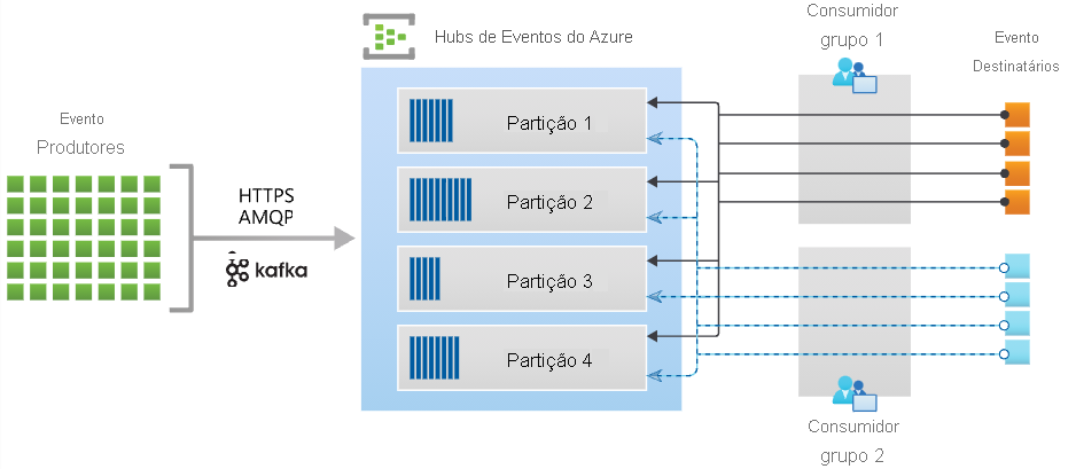 Evento
Produtores
HTTPS
AMQP
kafka
Hubs de Eventos do Azure
Partição 1
Partição 2
Partição 3
Partição 4
Consumidor
grupo 1
Evento
Destinatários
Consumidor
grupo 2